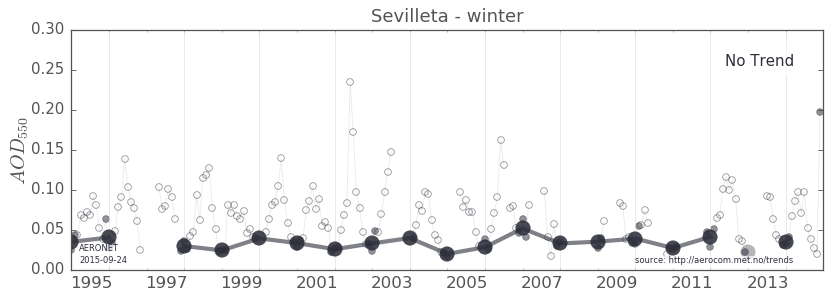 Sevilleta - winter
0.30
0.25
No Trend
0.20
0.15
AOD550
0.10
0.05
AERONET
2015-09-24
source: http://aerocom.met.no/trends
0.00
1995 1997 1999 2001 2003 2005 2007 2009 2011 2013